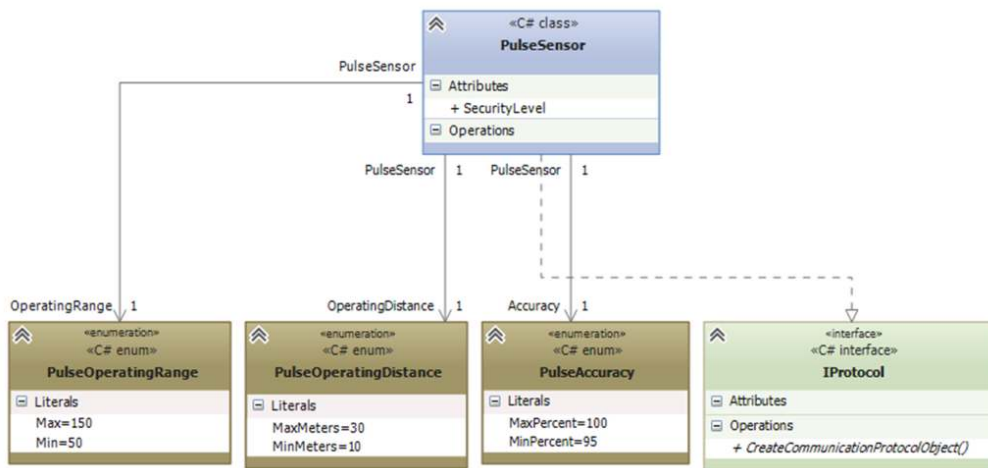 «C# class»
PulseSensor
Attributes
+ SecurityLevel
Operations
PulseSensor
1
PulseSensor 1
PulseSensor 1
OperatingRange 1
OperatingDistance 1
Accuracy 1
«enumeration»
«C# enum»
PulseOperatingRange
Literals
Max=150
Min=50
«enumeration»
«C# enum»
PulseOperatingDistance
Literals
MaxMeters=30
MinMeters=10
«enumeration»
«C# enum»
PulseAccuracy
Literals
MaxPercent=100
MinPercent=95
«interface»
«C# interface»
IProtocol
Attributes
Operations
+ CreateCommunicationProtocolObject()